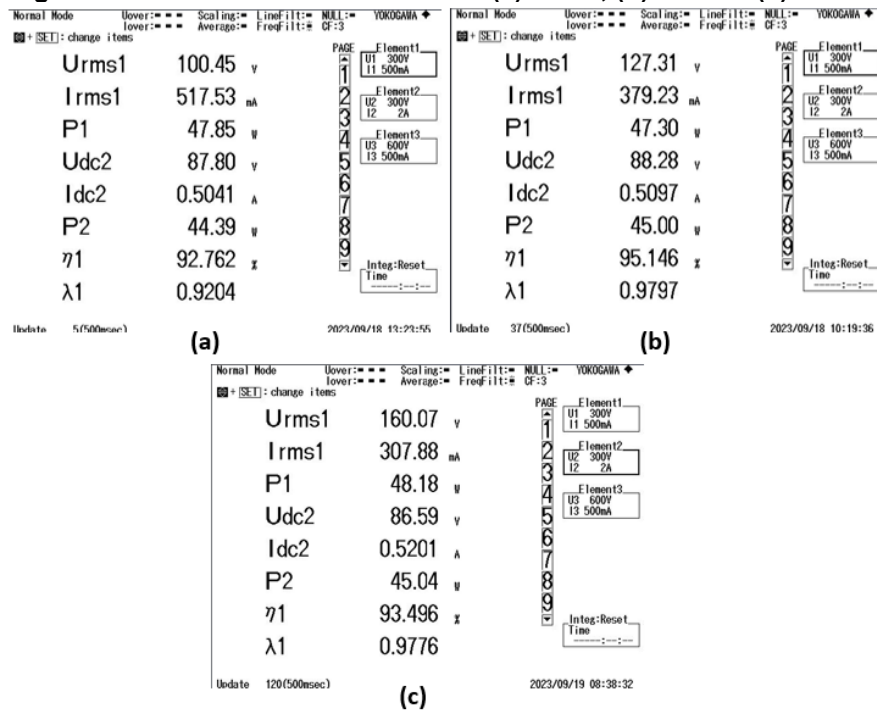 Normal Mode Uover:= = = Scaling:= LineFilt:= NULL:= YOKOGAWA ◆
Iover:= = = Average:= FreqFilt:= CF:3
+ SET : change items
PAGE
Urms1 100.45 V
Irms1 517.53 mA
P1 47.85 W
Udc2 87.80 V
Idc2 0.5041 A
P2 44.39 W
η1 92.762 %
λ1 0.9204
1
2
3
4
5
6
7
8
9
Element1
U1 300V
I1 500mA
Element2
U2 300V
I2 2A
Element3
U3 600V
I3 500mA
Integ:Reset
Time
-----:--:--
Update 5(500msec) 2023/09/18 13:23:55
(a)
Normal Mode Uover:= = = Scaling:= LineFilt:= NULL:= YOKOGAWA ◆
Iover:= = = Average:= FreqFilt:= CF:3
+ SET : change items
PAGE
Urms1 127.31 V
Irms1 379.23 mA
P1 47.30 W
Udc2 88.28 V
Idc2 0.5097 A
P2 45.00 W
η1 95.146 %
λ1 0.9797
1
2
3
4
5
6
7
8
9
Element1
U1 300V
I1 500mA
Element2
U2 300V
I2 2A
Element3
U3 600V
I3 500mA
Integ:Reset
Time
-----:--:--
Update 37(500msec) 2023/09/18 10:19:36
(b)
Normal Mode Uover:= = = Scaling:= LineFilt:= NULL:= YOKOGAWA ◆
Iover:= = = Average:= FreqFilt:= CF:3
+ SET : change items
PAGE
Urms1 160.07 V
Irms1 307.88 mA
P1 48.18 W
Udc2 86.59 V
Idc2 0.5201 A
P2 45.04 W
η1 93.496 %
λ1 0.9776
1
2
3
4
5
6
7
8
9
Element1
U1 300V
I1 500mA
Element2
U2 300V
I2 2A
Element3
U3 600V
I3 500mA
Integ:Reset
Time
-----:--:--
Update 120(500msec) 2023/09/19 08:38:32
(c)